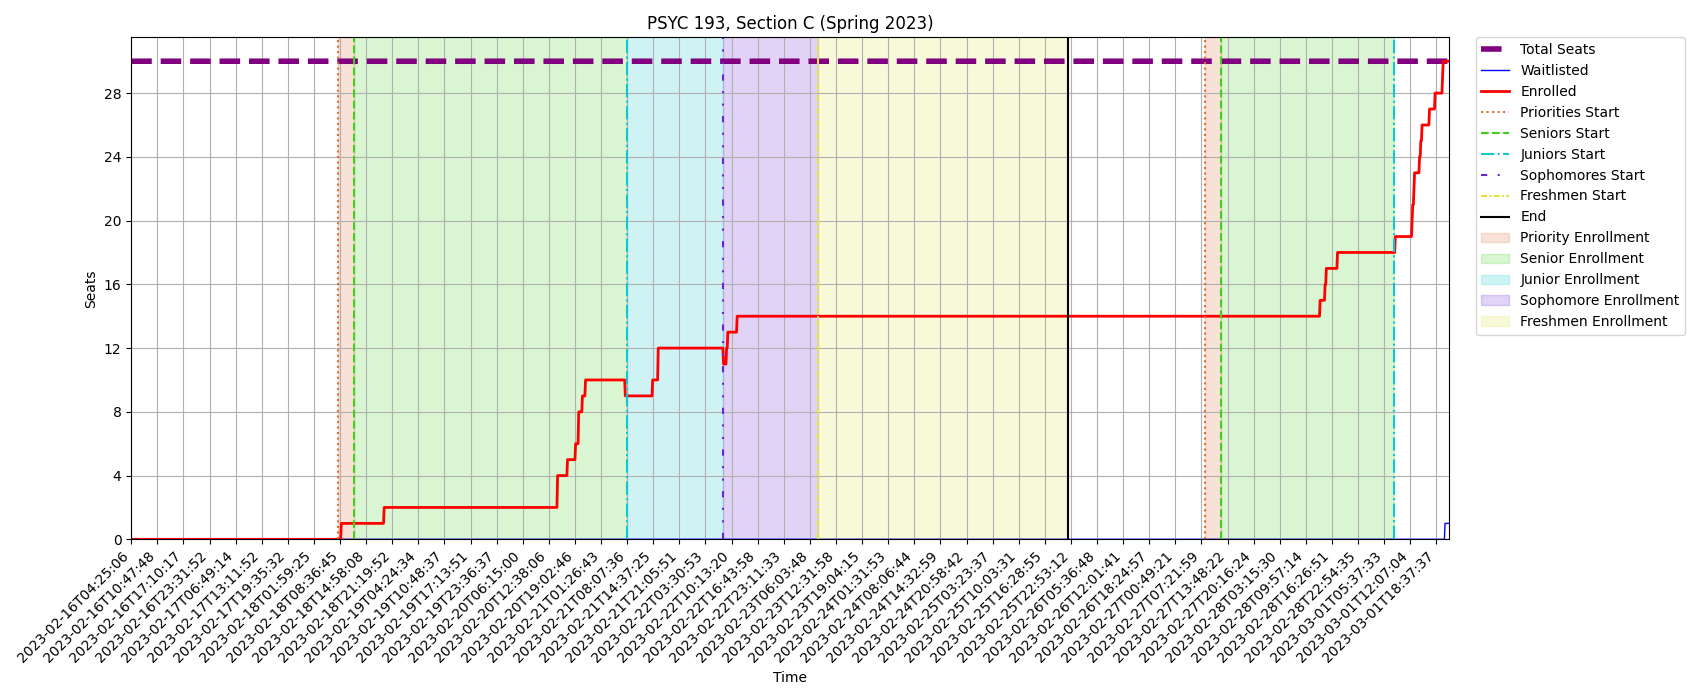 PSYC 193, Section C (Spring 2023)
Total Seats
Waitlisted
Enrolled
Priorities Start
Seniors Start
Juniors Start
Sophomores Start
Freshmen Start
End
Priority Enrollment
Senior Enrollment
Junior Enrollment
Sophomore Enrollment
Freshmen Enrollment
Seats
28
24
20
16
12
8
4
0
2023-02-16T04:25:06
2023-02-16T10:47:48
2023-02-16T17:10:17
2023-02-16T23:31:52
2023-02-17T06:49:14
2023-02-17T13:11:52
2023-02-17T19:35:32
2023-02-18T01:59:25
2023-02-18T08:36:45
2023-02-18T14:58:08
2023-02-18T21:19:52
2023-02-19T04:24:34
2023-02-19T10:48:37
2023-02-19T17:13:51
2023-02-19T23:36:37
2023-02-20T06:15:00
2023-02-20T12:38:06
2023-02-20T19:02:46
2023-02-21T01:26:43
2023-02-21T08:07:36
2023-02-21T14:37:25
2023-02-21T21:05:51
2023-02-22T03:30:53
2023-02-22T10:13:20
2023-02-22T16:43:58
2023-02-22T23:11:33
2023-02-23T06:03:48
2023-02-23T12:31:58
2023-02-23T19:04:15
2023-02-24T01:31:53
2023-02-24T08:06:44
2023-02-24T14:32:59
2023-02-24T20:58:42
2023-02-25T03:23:37
2023-02-25T10:03:31
2023-02-25T16:28:55
2023-02-25T22:53:12
2023-02-26T05:36:48
2023-02-26T12:01:41
2023-02-26T18:24:57
2023-02-27T00:49:21
2023-02-27T07:21:59
2023-02-27T13:48:22
2023-02-27T20:16:24
2023-02-28T03:15:30
2023-02-28T09:57:14
2023-02-28T16:26:51
2023-02-28T22:54:35
2023-03-01T05:37:33
2023-03-01T12:07:04
2023-03-01T18:37:37
Time